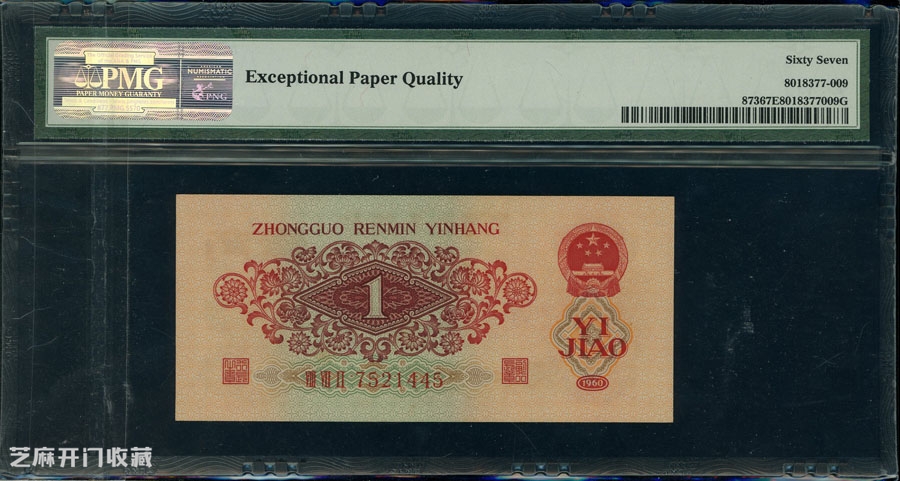 PMG
PAPER MONEY GUARANTY
NUMISMATIC
PNG
Exceptional Paper Quality
Sixty Seven
8018377-009
87367E8018377009G
ZHONGGUO RENMIN YINHANG
1
YI
JIAO
7521445
1960
芝麻开门收藏